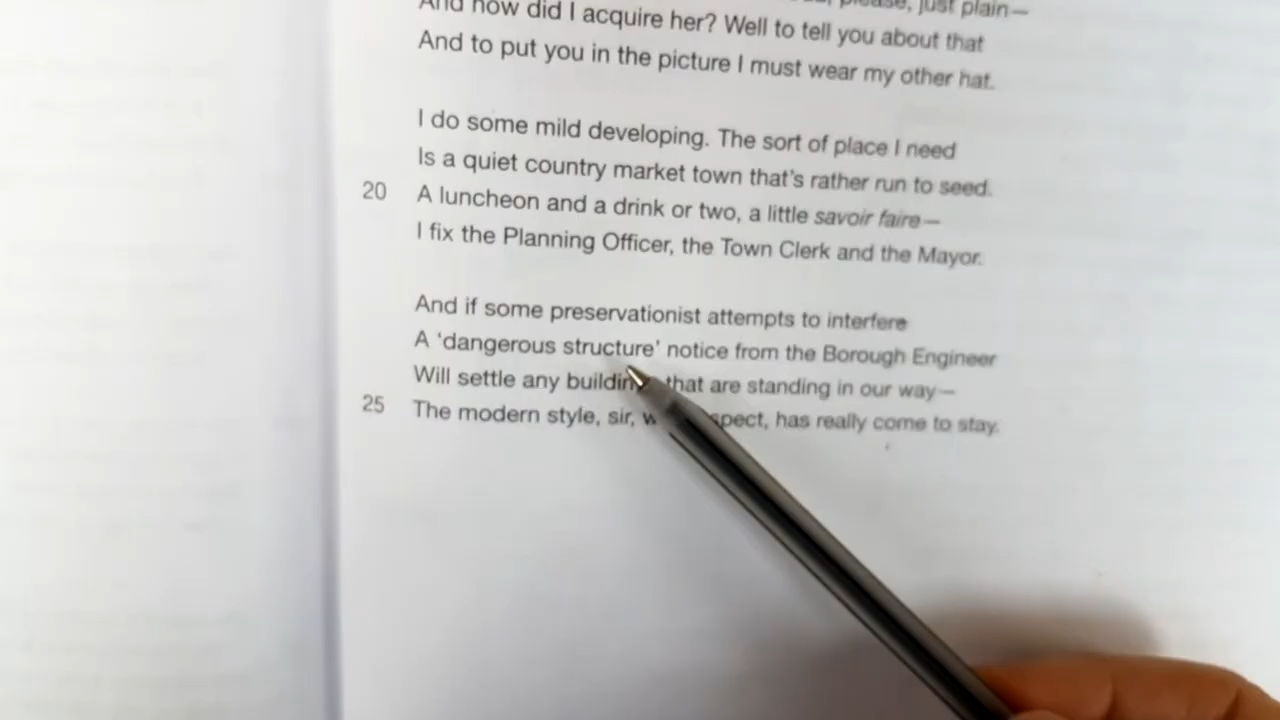 please, just plain—
And how did I acquire her? Well to tell you about that
And to put you in the picture I must wear my other hat.
I do some mild developing. The sort of place I need
Is a quiet country market town that's rather run to seed.
20 A luncheon and a drink or two, a little savoir faire—
I fix the Planning Officer, the Town Clerk and the Mayor.
And if some preservationist attempts to interfere
A ‘dangerous structure’ notice from the Borough Engineer
Will settle any that are standing in our way—
25 The modern style, sir, has really come to stay.